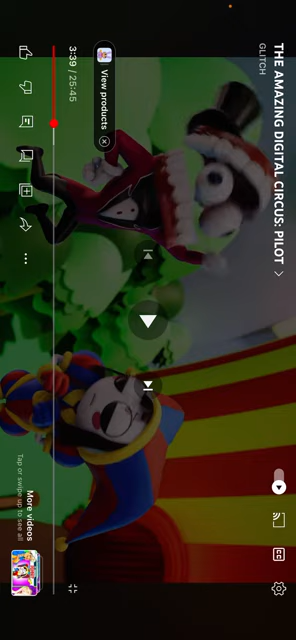 THE AMAZING DIGITAL CIRCUS: PILOT
GLITCH
View products
3:39 / 25:45
More videos
Tap or swipe up to see all
CC